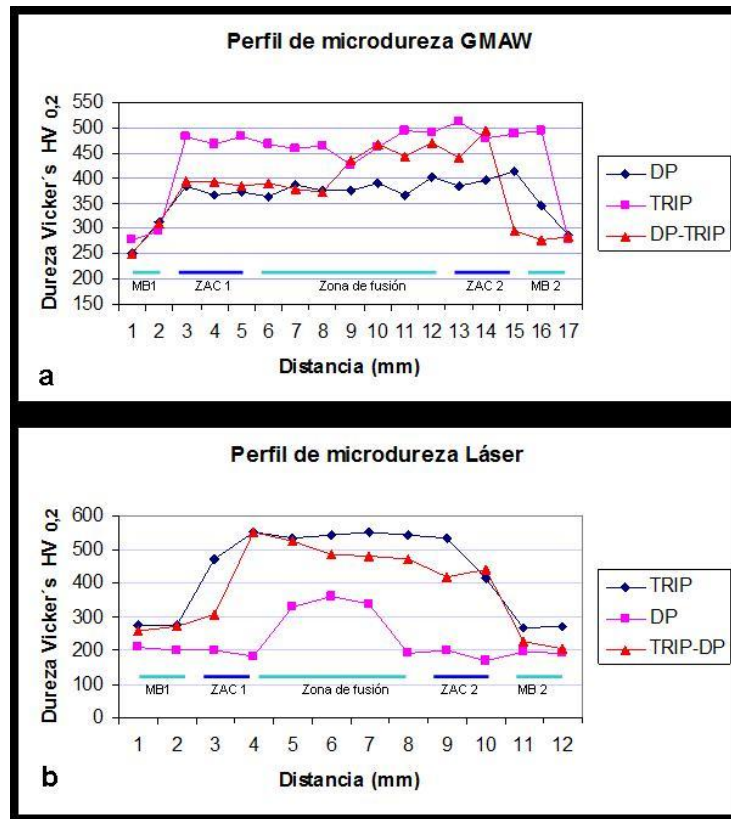 Perfil de microdureza GMAW
Dureza Vicker´s HV 0,2
550
500
450
400
350
300
250
200
150
MB1
ZAC 1
Zona de fusión
ZAC 2
MB 2
1 2 3 4 5 6 7 8 9 10 11 12 13 14 15 16 17
Distancia (mm)
DP
TRIP
DP-TRIP
a
Perfil de microdureza Láser
Dureza Vicker´s HV 0,2
600
500
400
300
200
100
0
MB1
ZAC 1
Zona de fusión
ZAC 2
MB 2
1 2 3 4 5 6 7 8 9 10 11 12
Distancia (mm)
TRIP
DP
TRIP-DP
b